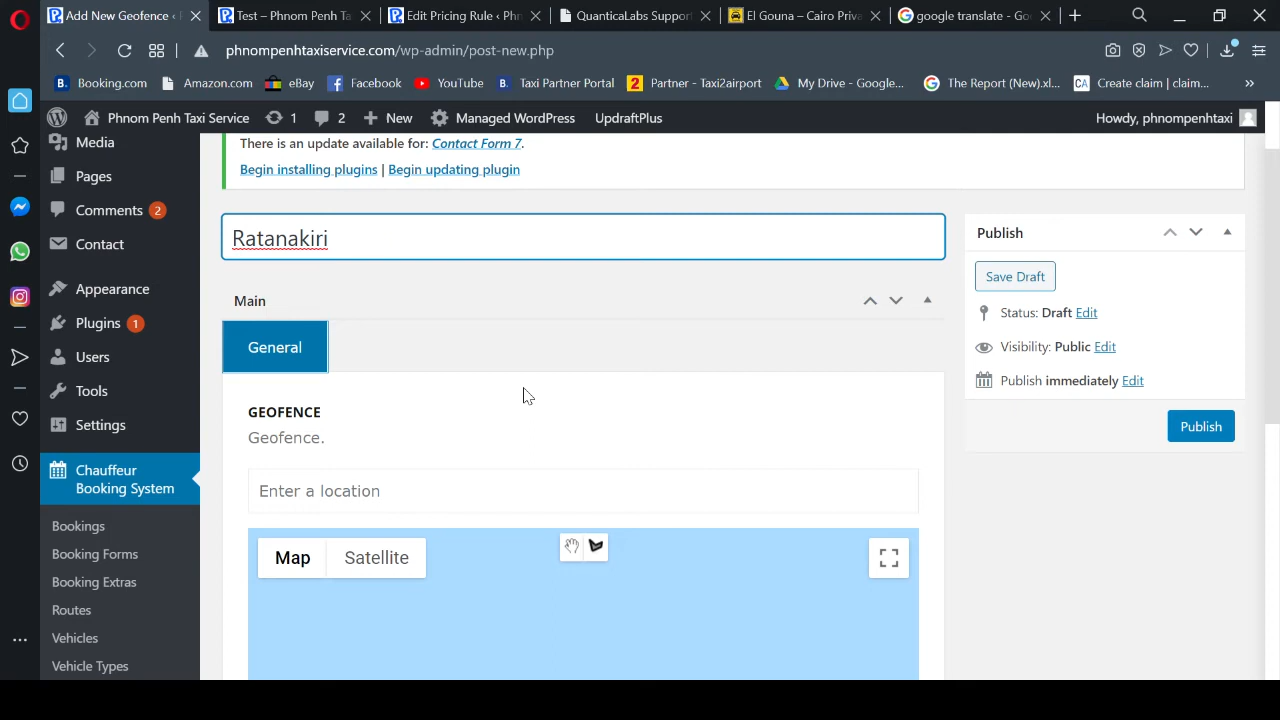 Add New Geofence ‹
Test – Phnom Penh Ta
Edit Pricing Rule ‹ Phn
QuanticaLabs Support
El Gouna – Cairo Priva
google translate - Go
phnompenhtaxiservice.com/wp-admin/post-new.php
Booking.com
Amazon.com
eBay
Facebook
YouTube
Taxi Partner Portal
Partner - Taxi2airport
My Drive - Google...
The Report (New).xl...
Create claim | claim...
Phnom Penh Taxi Service
1
2
New
Managed WordPress
UpdraftPlus
Howdy, phnompenhtaxi
Media
Pages
Comments 2
Contact
Appearance
Plugins 1
Users
Tools
Settings
Chauffeur
Booking System
Bookings
Booking Forms
Booking Extras
Routes
Vehicles
Vehicle Types
There is an update available for: Contact Form 7.
Begin installing plugins | Begin updating plugin
Ratanakiri
Main
General
GEOFENCE
Geofence.
Enter a location
Map
Satellite
Publish
Save Draft
Status: Draft Edit
Visibility: Public Edit
Publish immediately Edit
Publish